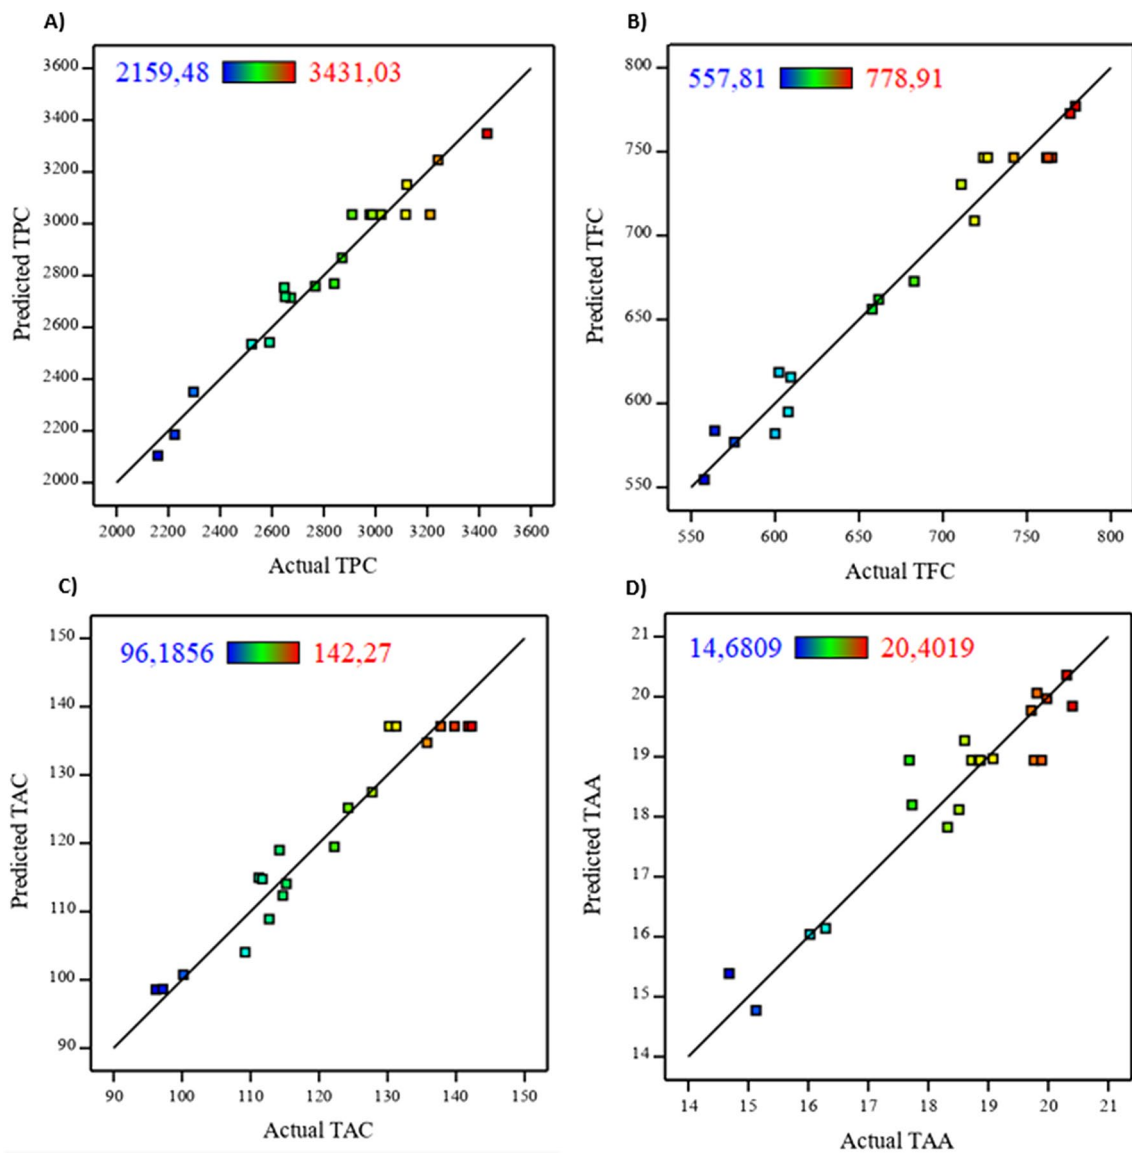 A)
2159,48 3431,03
3600
3400
3200
3000
2800
2600
2400
2200
2000
Predicted TPC
2000 2200 2400 2600 2800 3000 3200 3400 3600
Actual TPC
B)
557,81 778,91
800
750
700
650
600
550
Predicted TFC
550 600 650 700 750 800
Actual TFC
C)
96,1856 142,27
150
140
130
120
110
100
90
Predicted TAC
90 100 110 120 130 140 150
Actual TAC
D)
14,6809 20,4019
21
20
19
18
17
16
15
14
Predicted TAA
14 15 16 17 18 19 20 21
Actual TAA